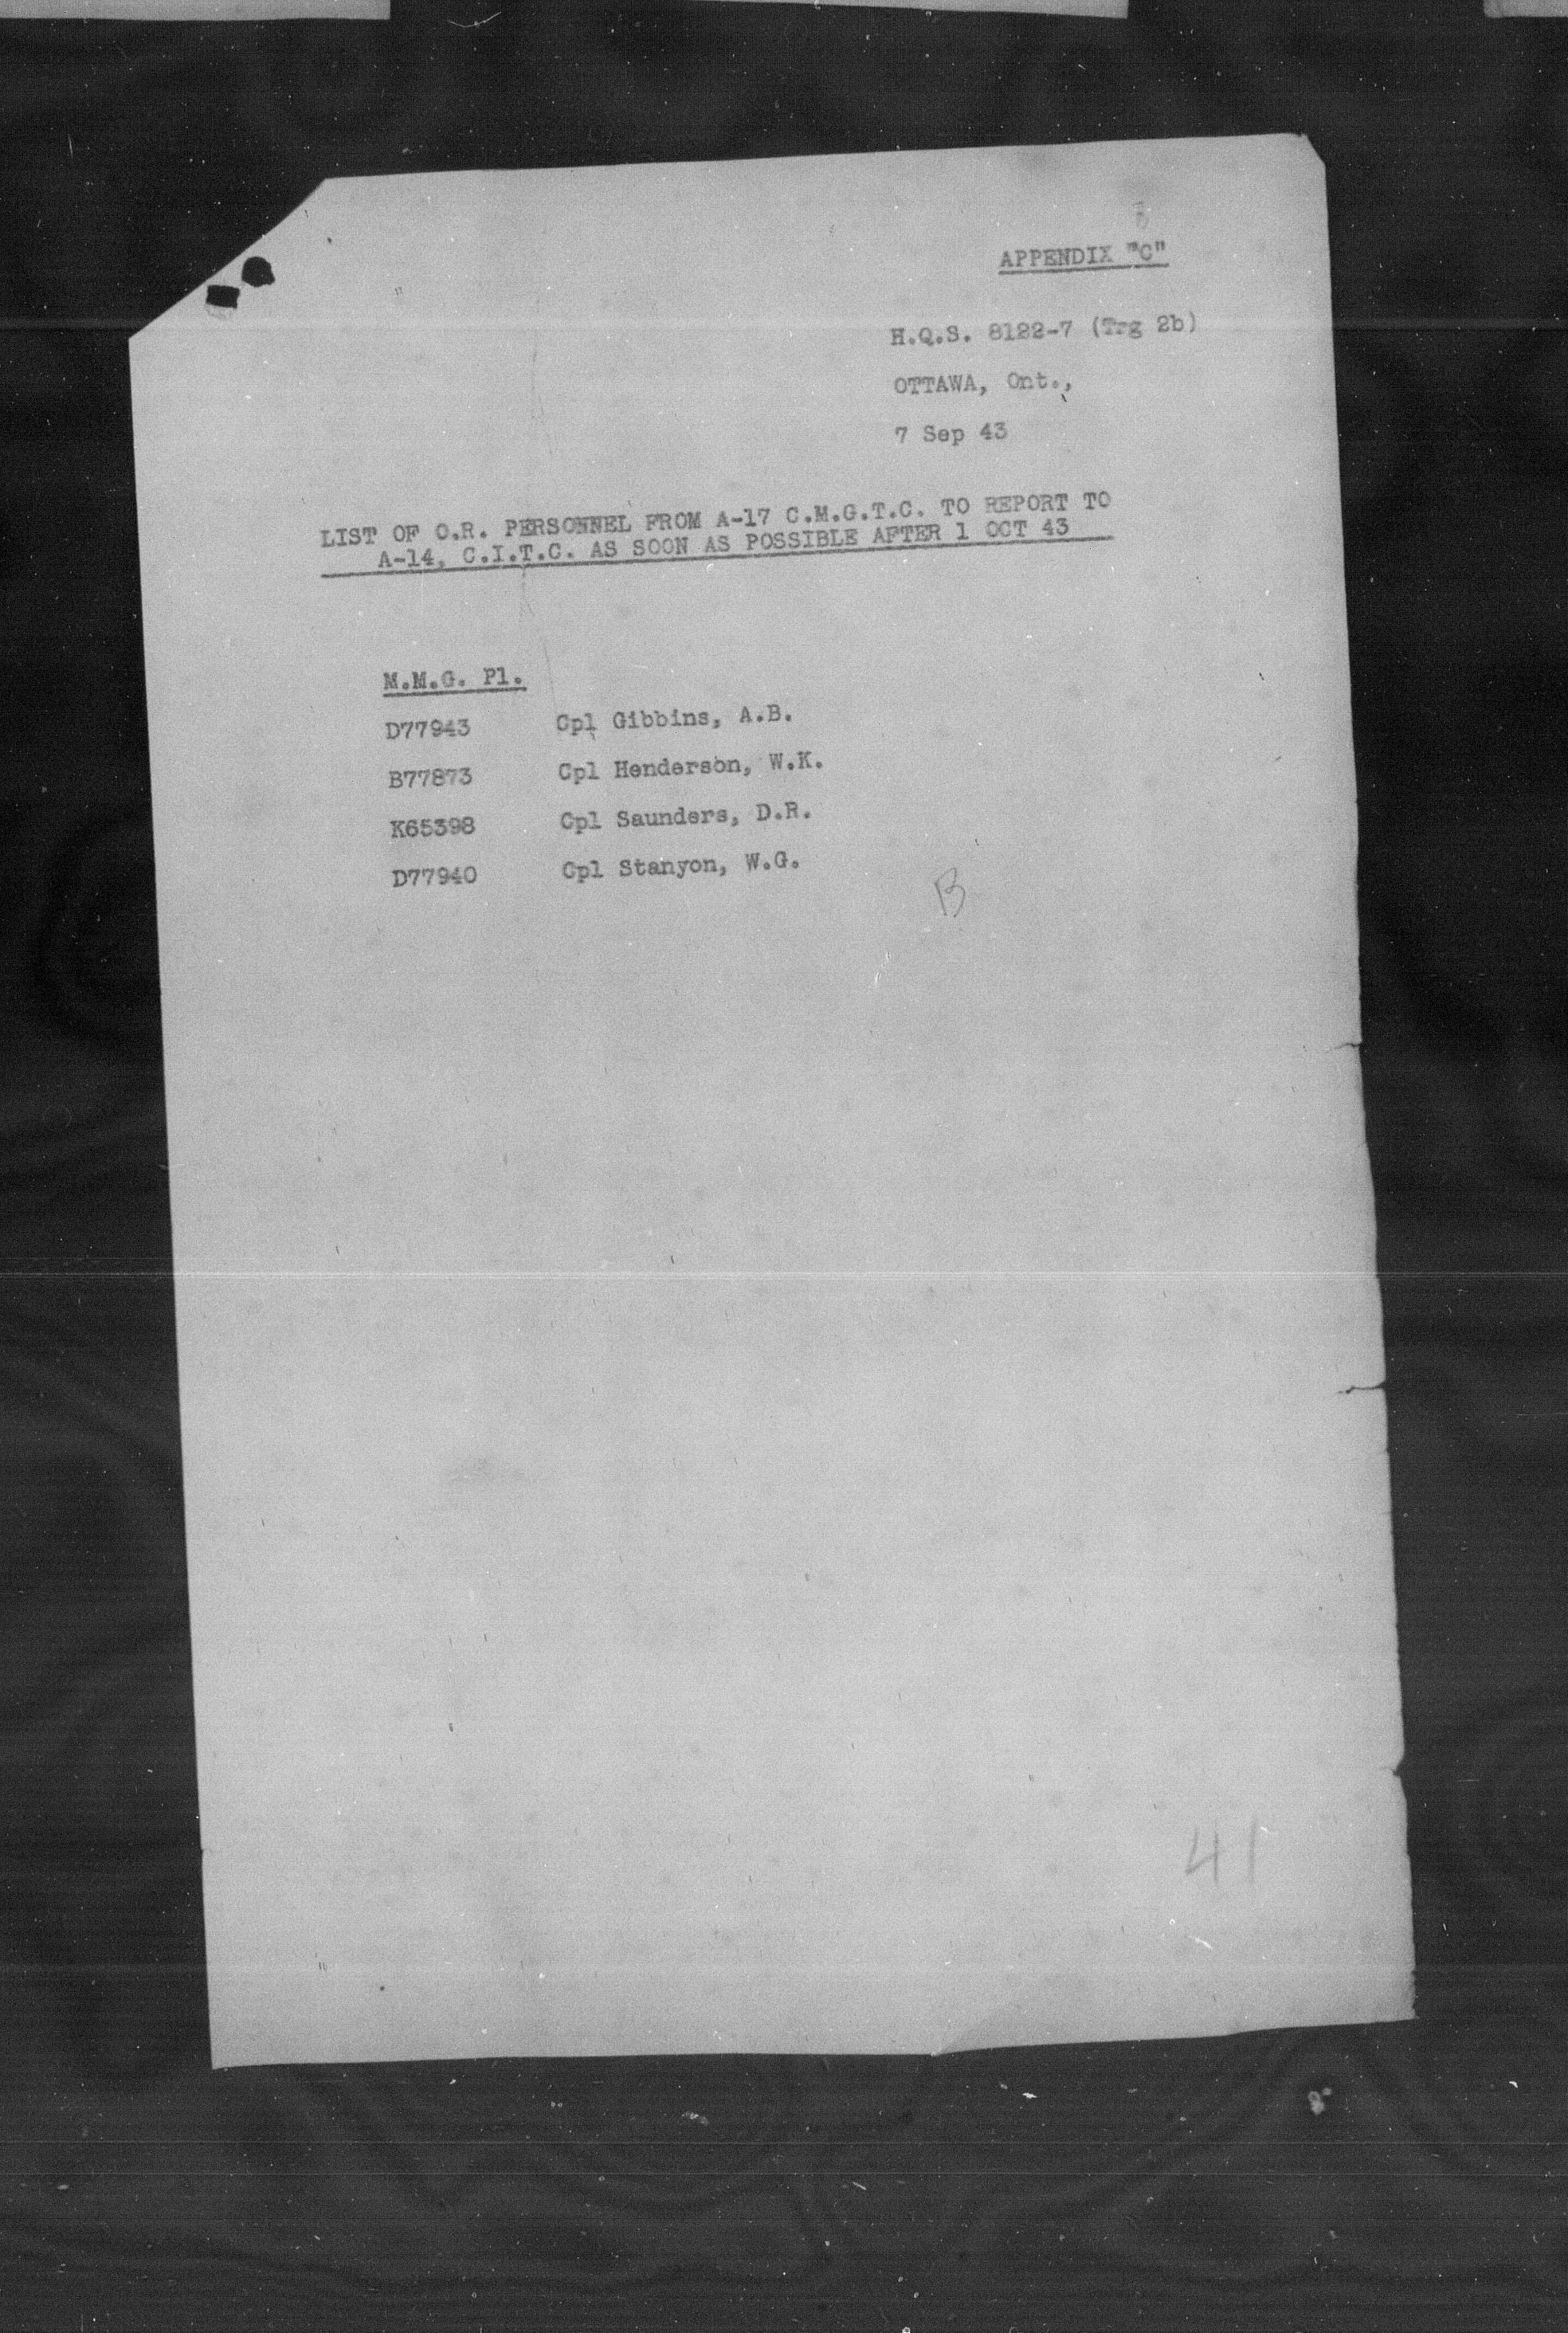 APPENDIX "C"
H.Q.S. 8122-7 (Trg 2b)
OTTAWA, Ont.,
7 Sep 43
LIST OF O.R. PERSONNEL FROM A-17 C.M.G.T.C. TO REPORT TO
A-14, C.I.T.C. AS SOON AS POSSIBLE AFTER 1 OCT 43
M.M.G. Pl.
D77943 Cpl Gibbins, A.B.
B77873 Cpl Henderson, W.K.
K65398 Cpl Saunders, D.R.
D77940 Cpl Stanyon, W.G.
B
41